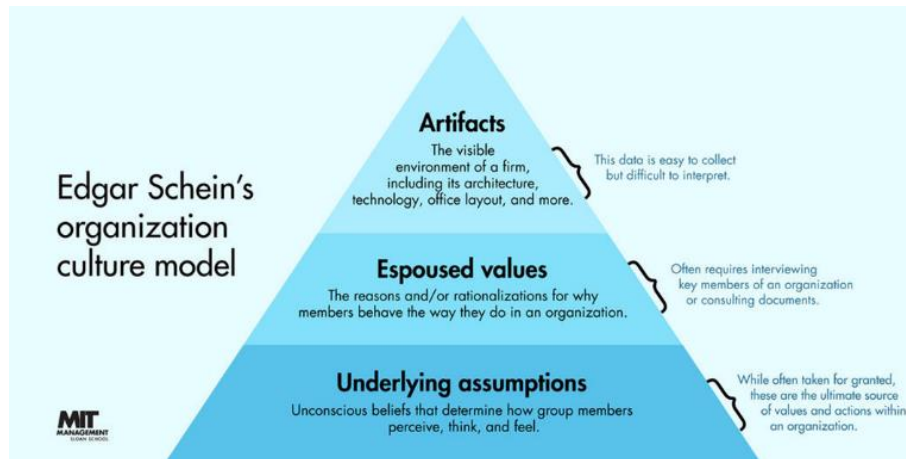 Edgar Schein's
organization
culture model
Artifacts
The visible
environment of a firm,
including its architecture,
technology, office layout, and more.
This data is easy to collect
but difficult to interpret.
Espoused values
The reasons and/or rationalizations for why
members behave the way they do in an organization.
Often requires interviewing
key members of an organization
or consulting documents.
Underlying assumptions
Unconscious beliefs that determine how group members
perceive, think, and feel.
While often taken for granted,
these are the ultimate source
of values and actions within
an organization.
MIT
MANAGEMENT
SLOAN SCHOOL